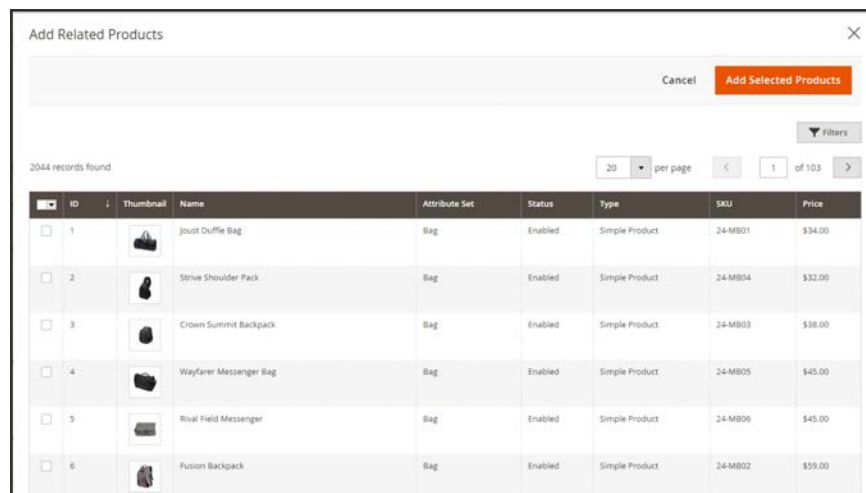 Add Related Products
Cancel Add Selected Products
Filters
2044 records found 20 per page 1 of 103
ID Thumbnail Name Attribute Set Status Type SKU Price
1 Joust Duffle Bag Bag Enabled Simple Product 24-MB01 $34.00
2 Strive Shoulder Pack Bag Enabled Simple Product 24-MB04 $32.00
3 Crown Summit Backpack Bag Enabled Simple Product 24-MB03 $38.00
4 Wayfarer Messenger Bag Bag Enabled Simple Product 24-MB05 $45.00
5 Rival Field Messenger Bag Enabled Simple Product 24-MB06 $45.00
6 Fusion Backpack Bag Enabled Simple Product 24-MB02 $59.00